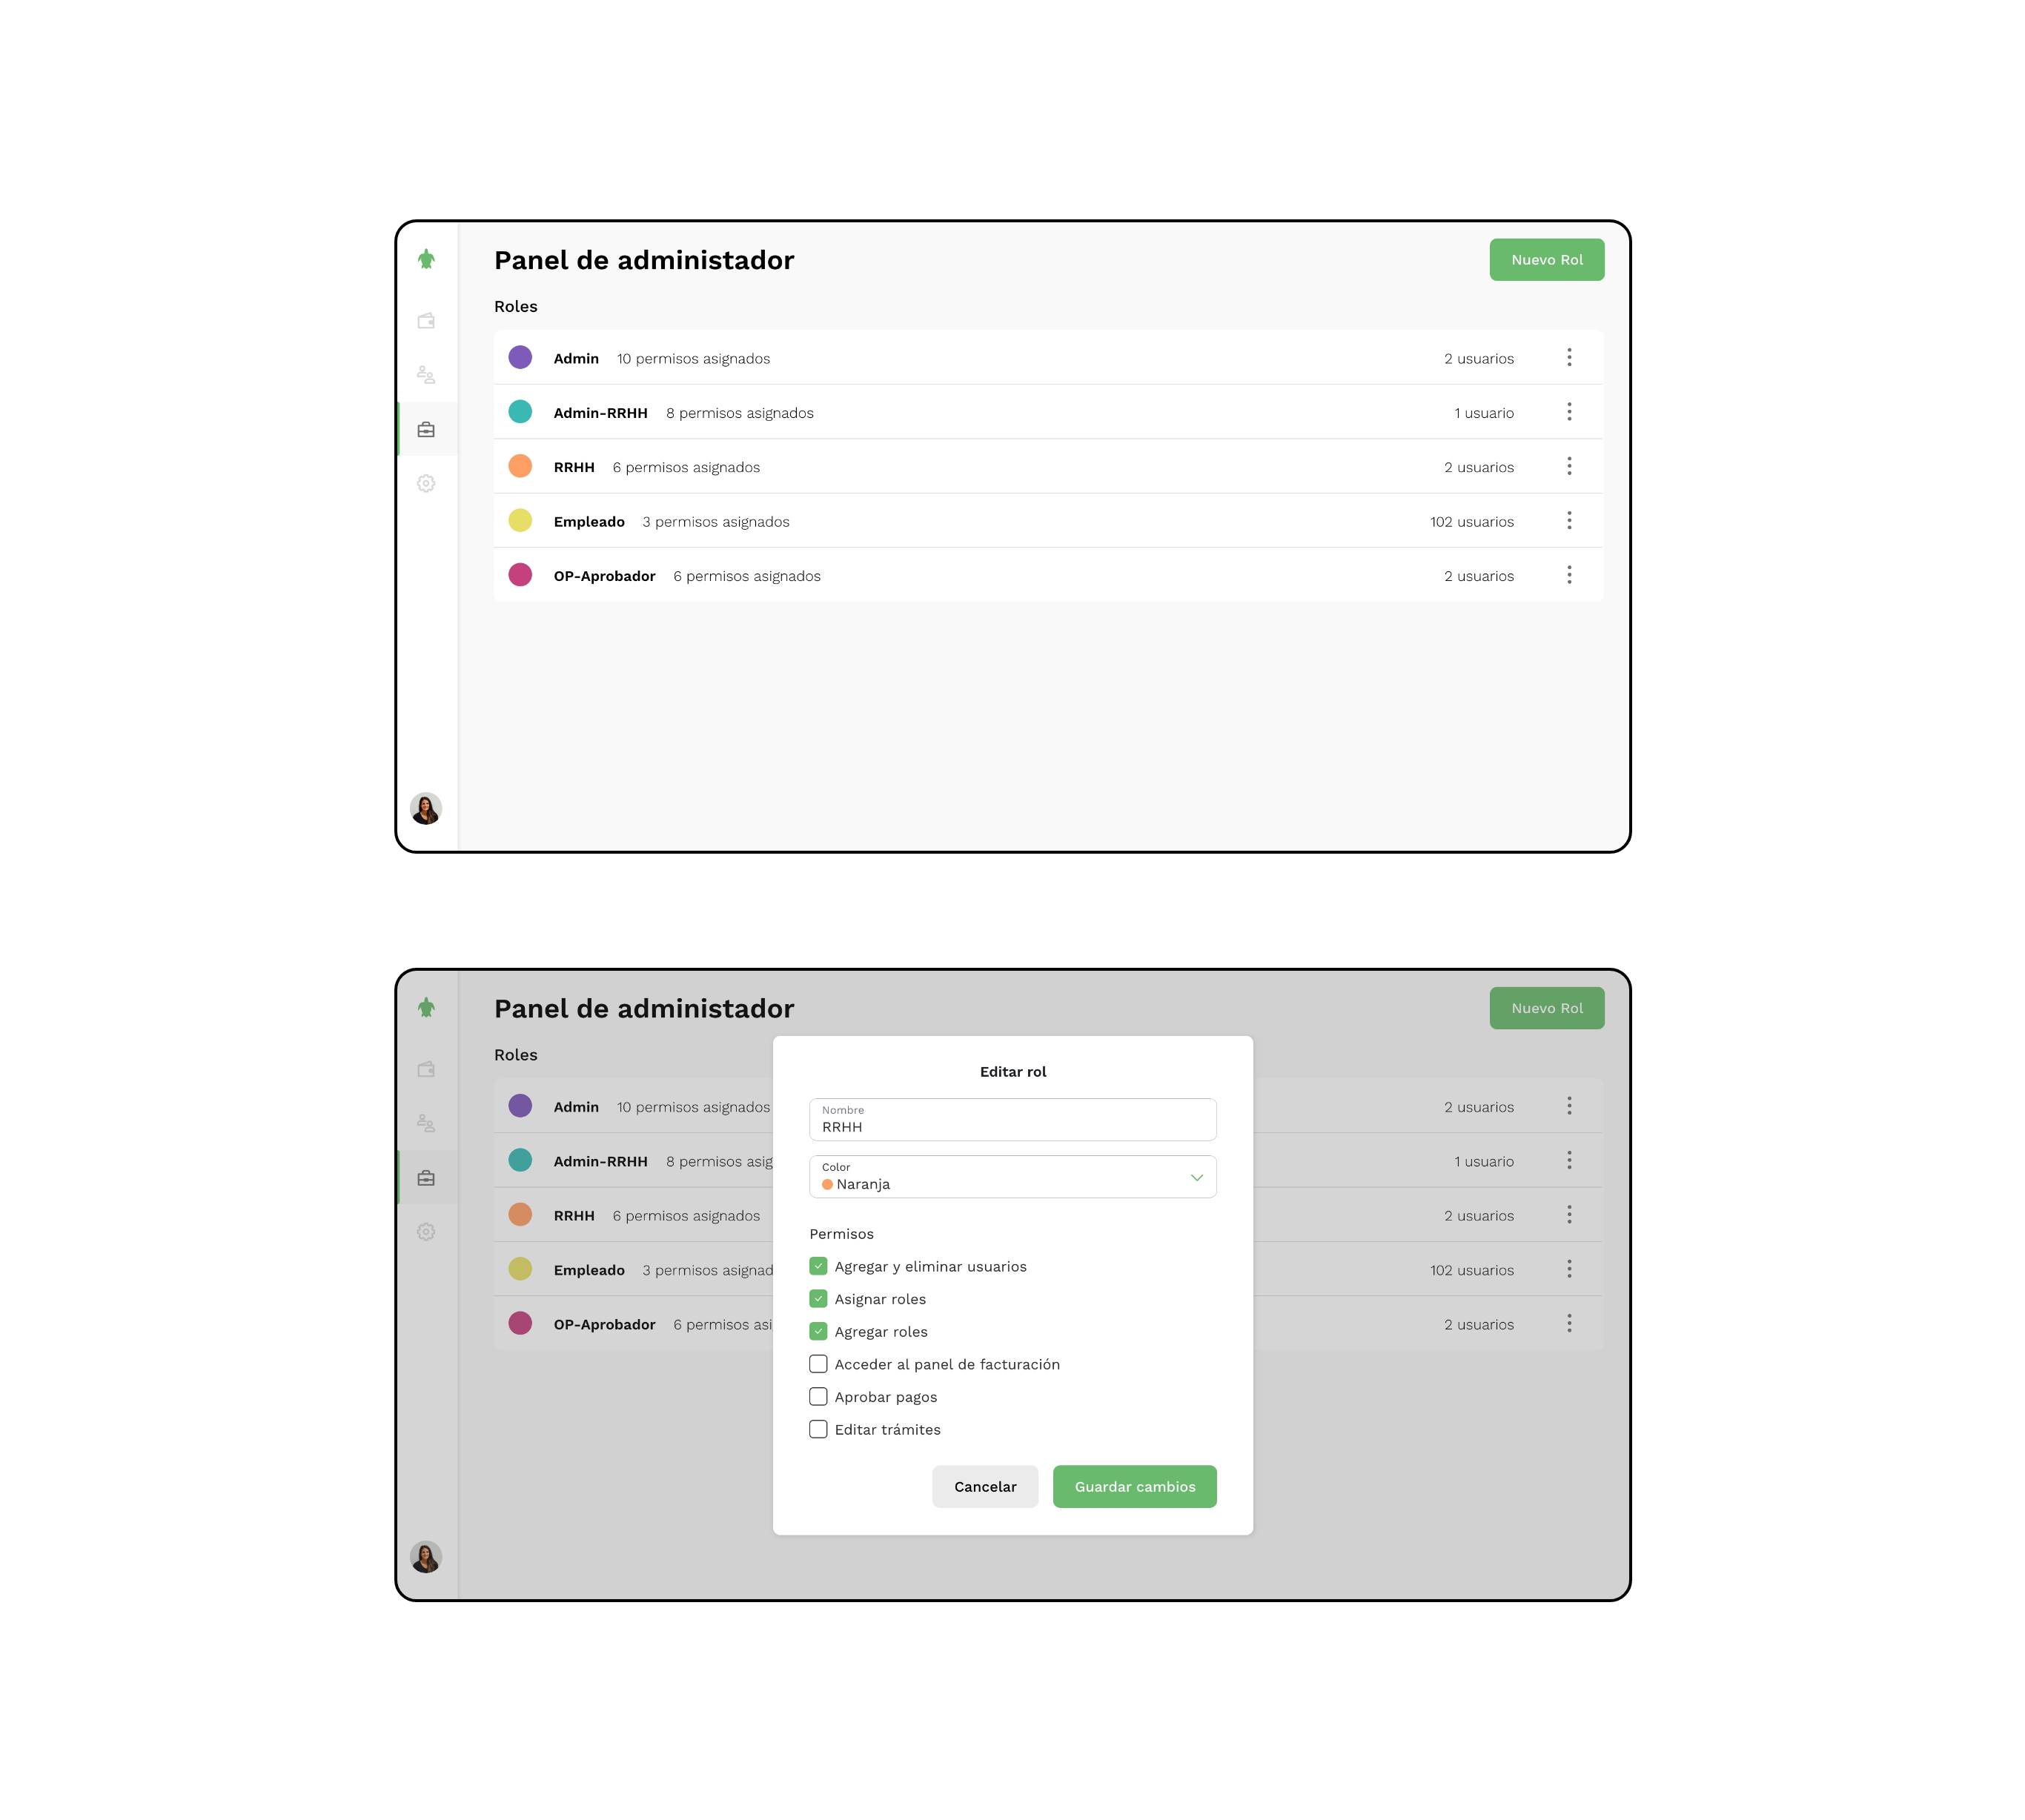 Panel de administador
Nuevo Rol
Roles
Admin 10 permisos asignados 2 usuarios
Admin-RRHH 8 permisos asignados 1 usuario
RRHH 6 permisos asignados 2 usuarios
Empleado 3 permisos asignados 102 usuarios
OP-Aprobador 6 permisos asignados 2 usuarios
Panel de administador
Nuevo Rol
Roles
Admin 10 permisos asignados 2 usuarios
Admin-RRHH 8 permisos asig 1 usuario
RRHH 6 permisos asignados 2 usuarios
Empleado 3 permisos asignad 102 usuarios
OP-Aprobador 6 permisos asi 2 usuarios
Editar rol
Nombre
RRHH
Color
Naranja
Permisos
Agregar y eliminar usuarios
Asignar roles
Agregar roles
Acceder al panel de facturación
Aprobar pagos
Editar trámites
Cancelar
Guardar cambios